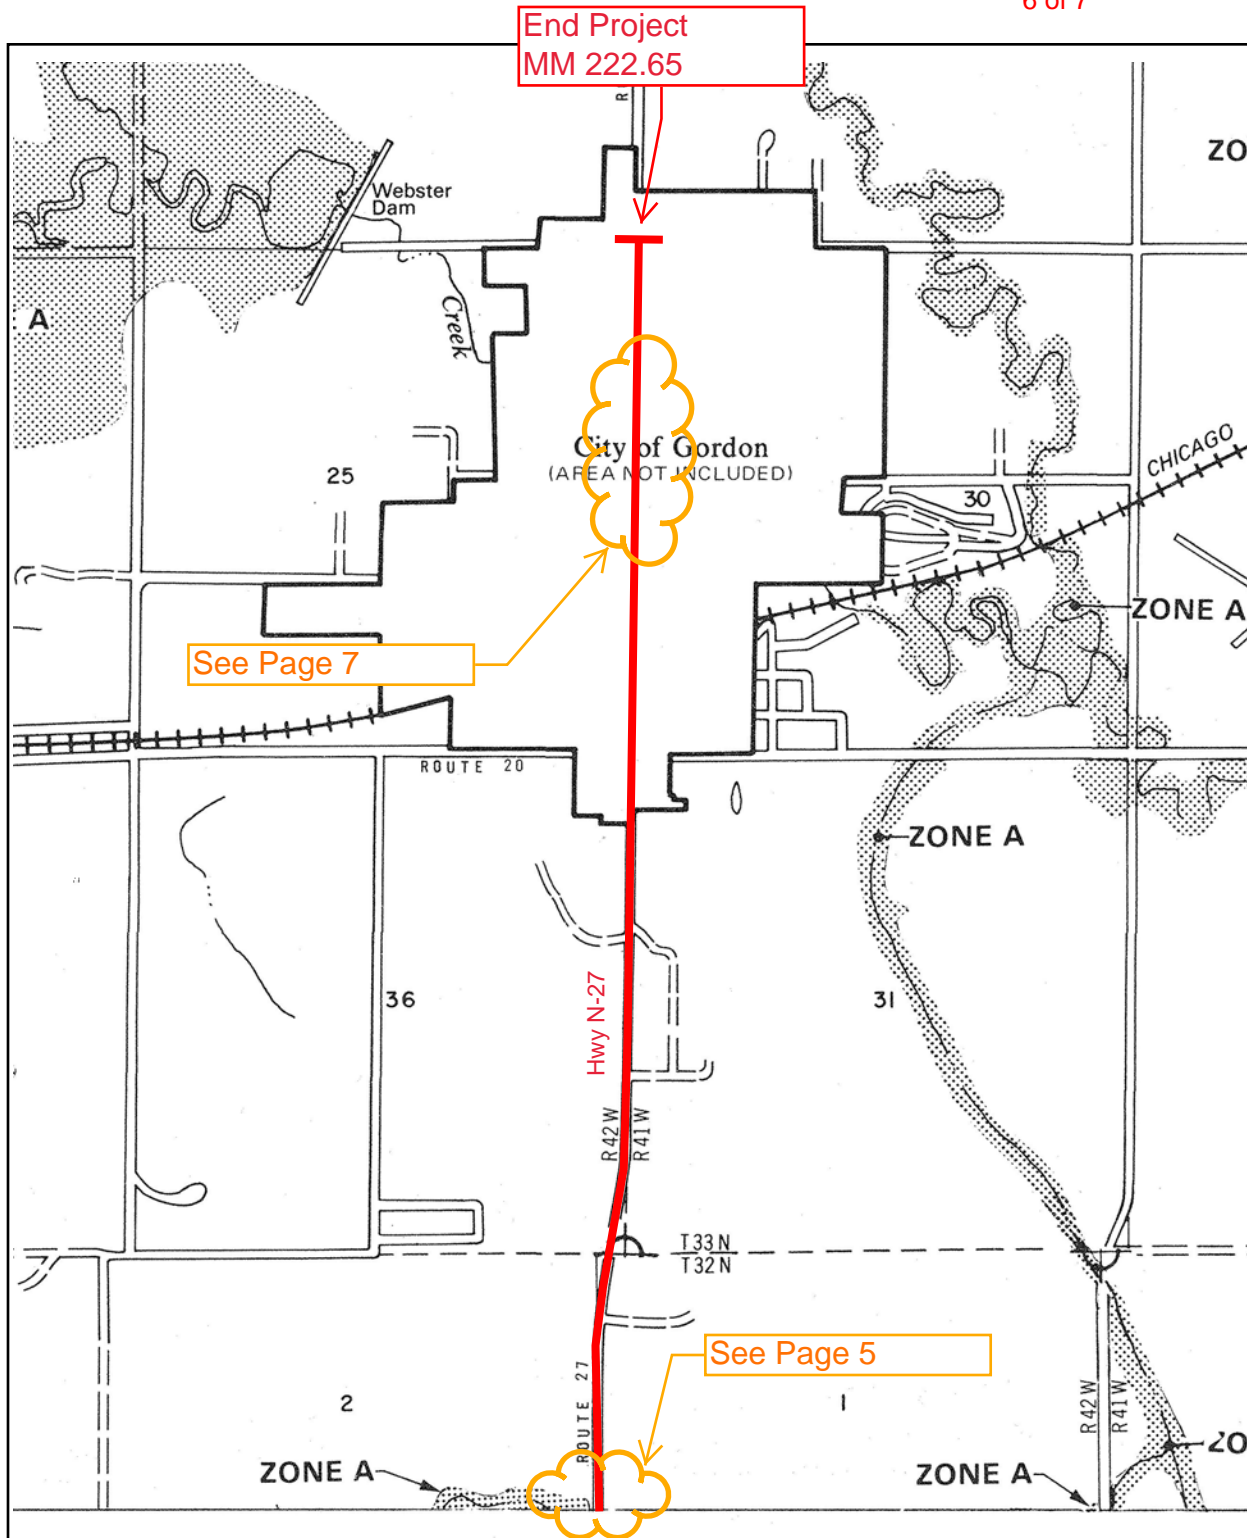 6 of 7
End Project
MM 222.65
R
ZO
Webster
Dam
A
Creek
City of Gordon
(AREA NOT INCLUDED)
25
30
CHICAGO
ZONE A
See Page 7
ROUTE 20
ZONE A
36
31
Hwy N-27
R42W
R41W
T33N
T32N
See Page 5
ROUTE 27
2
1
R42W
R41W
ZONE A
ZONE A
ZO